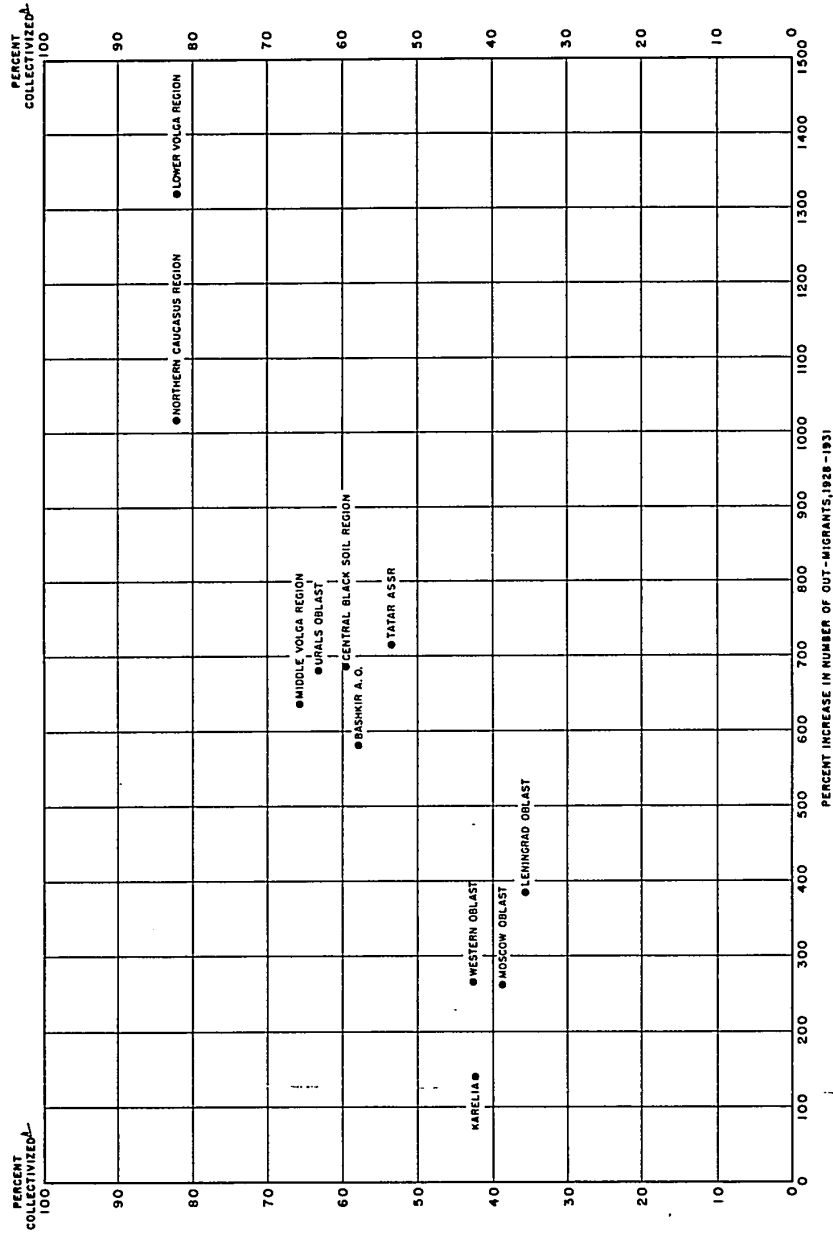 PERCENT
COLLECTIVIZED
PERCENT
COLLECTIVIZED
100
90
80
70
60
50
40
30
20
10
0
100
90
80
70
60
50
40
30
20
10
0
LOWER VOLGA REGION
NORTHERN CAUCASUS REGION
MIDDLE VOLGA REGION
URALS OBLAST
CENTRAL BLACK SOIL REGION
BASHKIR A.O.
TATAR ASSR
WESTERN OBLAST
KARELIA
MOSCOW OBLAST
LENINGRAD OBLAST
0
100
200
300
400
500
600
700
800
900
1000
1100
1200
1300
1400
1500
PERCENT INCREASE IN NUMBER OF OUT-MIGRANTS, 1928-1931